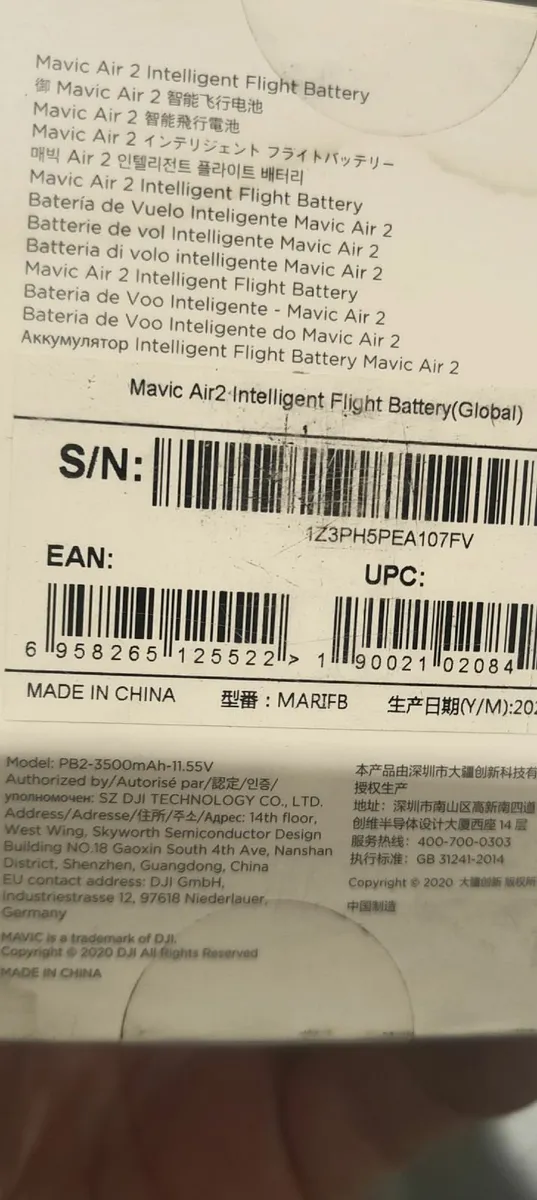 Mavic Air 2 Intelligent Flight Battery
御 Mavic Air 2 智能飞行电池
Mavic Air 2 智能飛行電池
Mavic Air 2 インテリジェント フライトバッテリー
매빅 Air 2 인텔리전트 플라이트 배터리
Mavic Air 2 Intelligent Flight Battery
Batería de Vuelo Inteligente Mavic Air 2
Batterie de vol Intelligente Mavic Air 2
Batteria di volo intelligente Mavic Air 2
Mavic Air 2 Intelligent Flight Battery
Bateria de Voo Inteligente - Mavic Air 2
Bateria de Voo Inteligente do Mavic Air 2
Аккумулятор Intelligent Flight Battery Mavic Air 2
Mavic Air2 Intelligent Flight Battery(Global)
S/N:
1Z3PH5PEA107FV
EAN:
UPC:
6 958265 125522 >
1 90021 02084
MADE IN CHINA
型番：MARIFB
生产日期(Y/M):202
Model: PB2-3500mAh-11.55V
Authorized by/Autorisé par/認定/인증/
уполномочен: SZ DJI TECHNOLOGY CO., LTD.
Address/Adresse/住所/주소/Адрес: 14th floor,
West Wing, Skyworth Semiconductor Design
Building NO.18 Gaoxin South 4th Ave, Nanshan
District, Shenzhen, Guangdong, China
EU contact address: DJI GmbH,
Industriestrasse 12, 97618 Niederlauer,
Germany
MAVIC is a trademark of DJI.
Copyright © 2020 DJI All Rights Reserved
MADE IN CHINA
本产品由深圳市大疆创新科技有
授权生产
地址：深圳市南山区高新南四道
创维半导体设计大厦西座 14 层
服务热线：400-700-0303
执行标准：GB 31241-2014
Copyright © 2020 大疆创新 版权所
中国制造